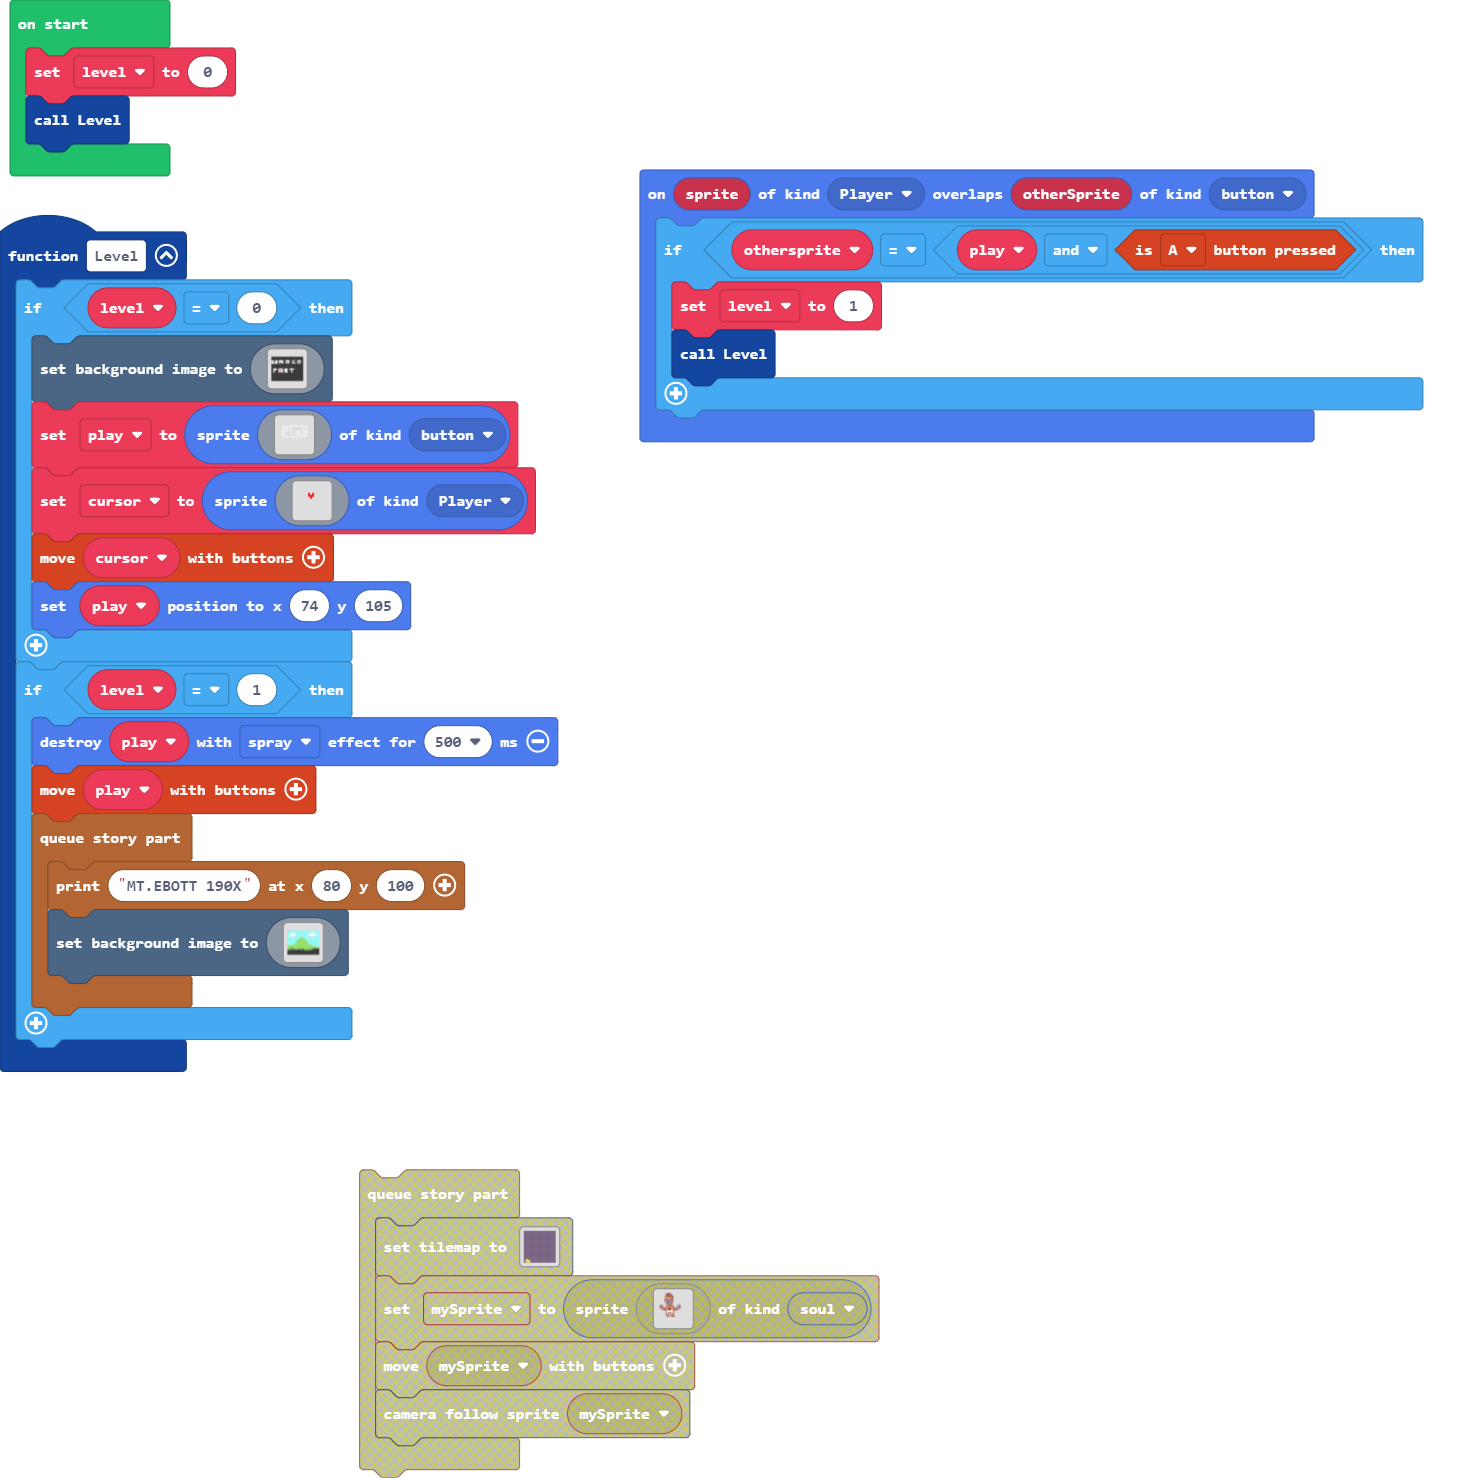 on start
set level to 0
call Level
function Level
if level = 0 then
set background image to
set play to sprite of kind button
set cursor to sprite of kind Player
move cursor with buttons
set play position to x 74 y 105
if level = 1 then
destroy play with spray effect for 500 ms
move play with buttons
queue story part
print "MT.EBOTT 190X" at x 80 y 100
set background image to
on sprite of kind Player overlaps otherSprite of kind button
if othersprite = play and is A button pressed then
set level to 1
call Level
queue story part
set tilemap to
set mySprite to sprite of kind soul
move mySprite with buttons
camera follow sprite mySprite